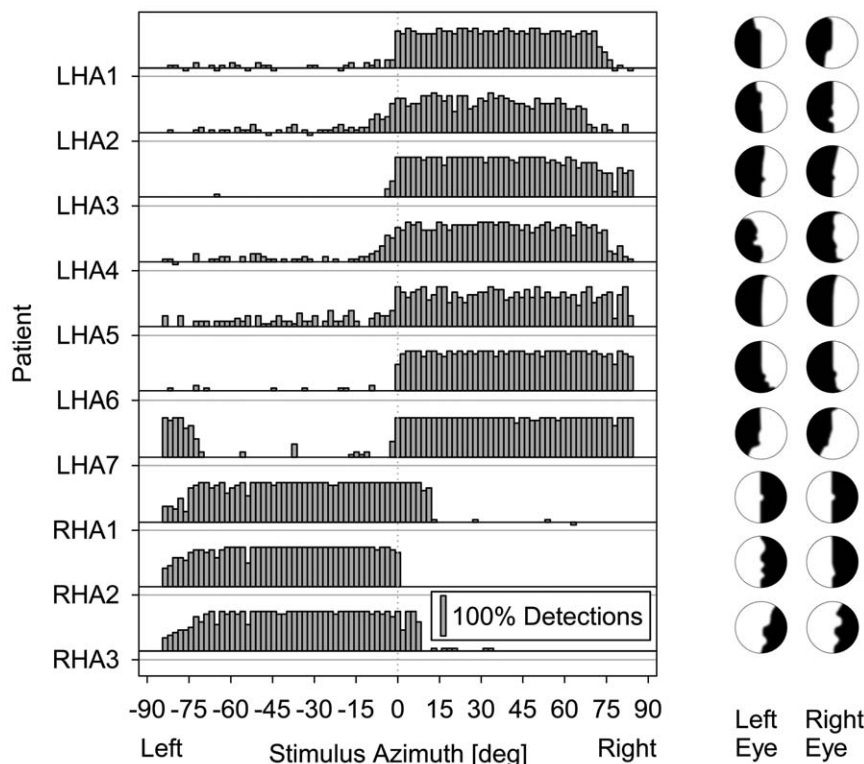 LHA1
LHA2
LHA3
LHA4
LHA5
LHA6
LHA7
RHA1
RHA2
RHA3
Patient
100% Detections
-90 -75 -60 -45 -30 -15 0 15 30 45 60 75 90
Left Stimulus Azimuth [deg] Right
Left Eye
Right Eye